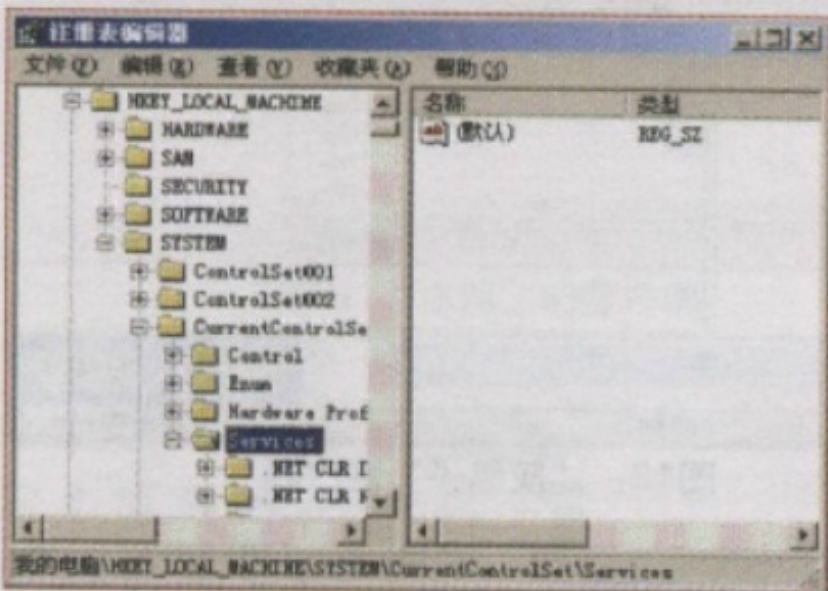 注册表编辑器
文件(F) 编辑(E) 查看(V) 收藏夹(A) 帮助(H)
HKEY_LOCAL_MACHINE
HARDWARE
SAM
SECURITY
SOFTWARE
SYSTEM
ControlSet001
ControlSet002
CurrentControlSe
Control
Enum
Hardware Prof
Services
.NET CLR D
.NET CLR N
名称 类型
(默认) REG_SZ
我的电脑\HKEY_LOCAL_MACHINE\SYSTEM\CurrentControlSet\Services